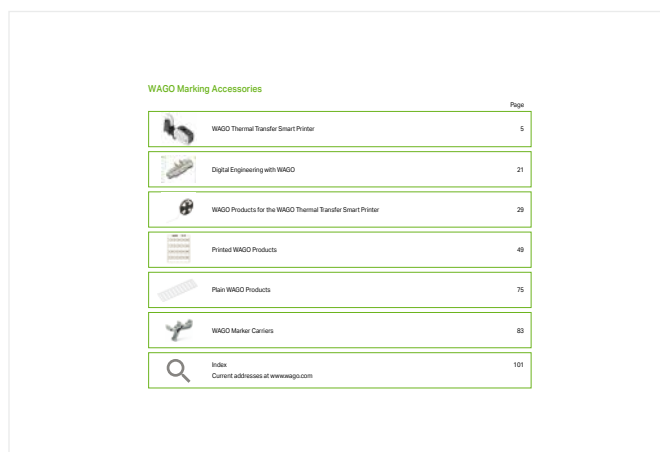 WAGO Marking Accessories
Page
WAGO Thermal Transfer Smart Printer 5
Digital Engineering with WAGO 21
WAGO Products for the WAGO Thermal Transfer Smart Printer 29
Printed WAGO Products 49
Plain WAGO Products 75
WAGO Marker Carriers 83
Index 101
Current addresses at www.wago.com